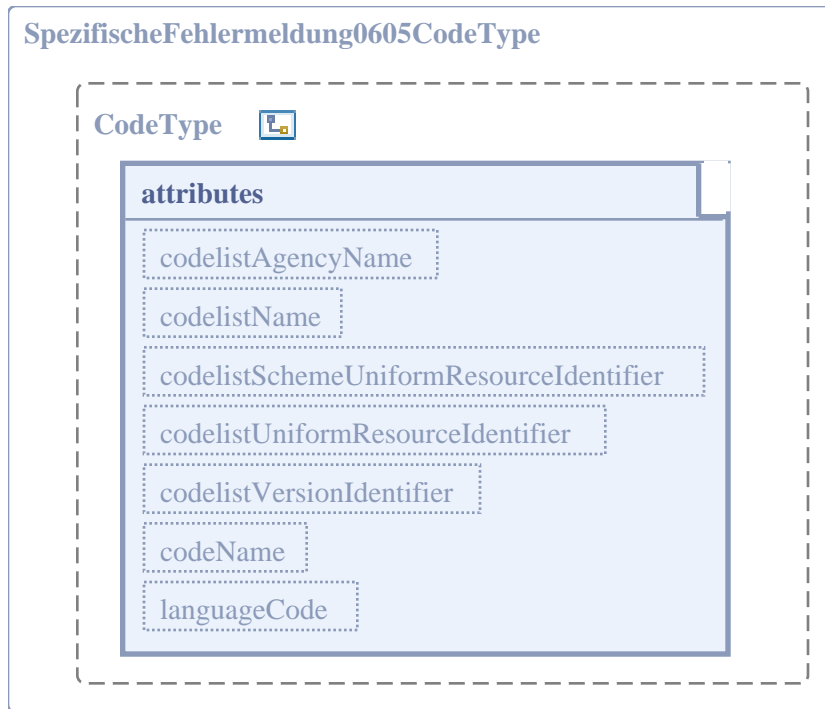 SpezifischeFehlermeldung0605CodeType
CodeType
attributes
codelistAgencyName
codelistName
codelistSchemeUniformResourceIdentifier
codelistUniformResourceIdentifier
codelistVersionIdentifier
codeName
languageCode